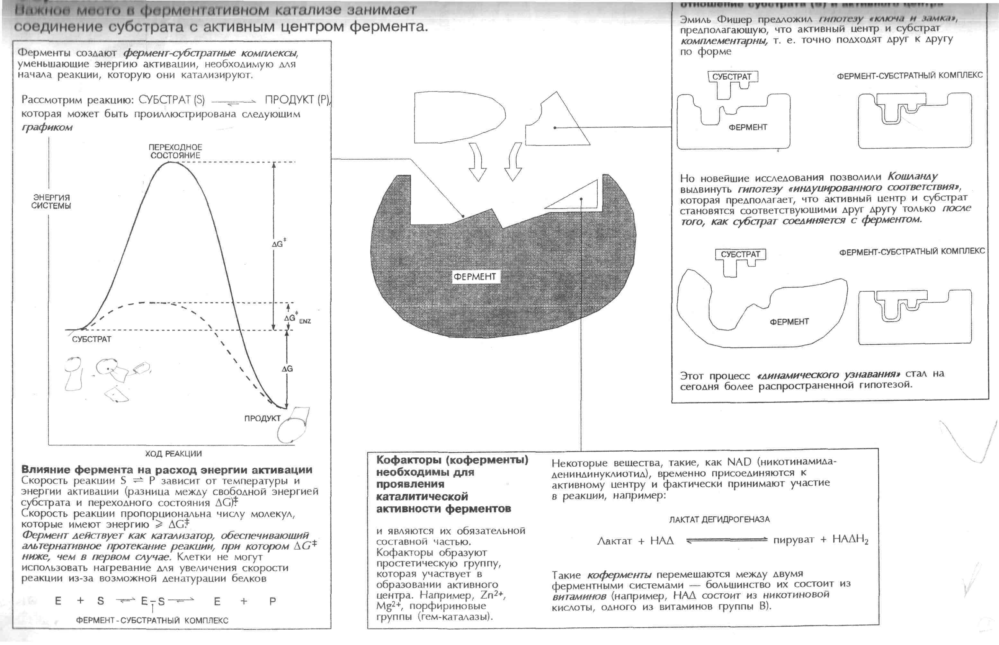 Важное место в ферментативном катализе занимает
соединение субстрата с активным центром фермента.
Ферменты создают фермент-субстратные комплексы,
уменьшающие энергию активации, необходимую для
начала реакции, которую они катализируют.
Рассмотрим реакцию: СУБСТРАТ (S) ⇌ ПРОДУКТ (P),
которая может быть проиллюстрирована следующим
графиком
ПЕРЕХОДНОЕ
СОСТОЯНИЕ
ЭНЕРГИЯ
СИСТЕМЫ
ΔG‡
ΔG‡ ENZ
СУБСТРАТ
ΔG
ПРОДУКТ
ХОД РЕАКЦИИ
Влияние фермента на расход энергии активации
Скорость реакции S ⇌ P зависит от температуры и
энергии активации (разница между свободной энергией
субстрата и переходного состояния ΔG)‡
Скорость реакции пропорциональна числу молекул,
которые имеют энергию ⩾ ΔG‡.
Фермент действует как катализатор, обеспечивающий
альтернативное протекание реакции, при котором ΔG‡
ниже, чем в первом случае. Клетки не могут
использовать нагревание для увеличения скорости
реакции из-за возможной денатурации белков
E + S ⇌ E-S ⇌ E + P
ФЕРМЕНТ-СУБСТРАТНЫЙ КОМПЛЕКС
ФЕРМЕНТ
отношение субстрата (S) и активного центра
Эмиль Фишер предложил гипотезу «ключа и замка»,
предполагающую, что активный центр и субстрат
комплементарны, т. е. точно подходят друг к другу
по форме
СУБСТРАТ
ФЕРМЕНТ-СУБСТРАТНЫЙ КОМПЛЕКС
ФЕРМЕНТ
Но новейшие исследования позволили Кошланду
выдвинуть гипотезу «индуцированного соответствия»,
которая предполагает, что активный центр и субстрат
становятся соответствующими друг другу только после
того, как субстрат соединяется с ферментом.
СУБСТРАТ
ФЕРМЕНТ-СУБСТРАТНЫЙ КОМПЛЕКС
ФЕРМЕНТ
Этот процесс «динамического узнавания» стал на
сегодня более распространенной гипотезой.
Кофакторы (коферменты)
необходимы для
проявления
каталитической
активности ферментов
и являются их обязательной
составной частью.
Кофакторы образуют
простетическую группу,
которая участвует в
образовании активного
центра. Например, Zn2+,
Mg2+, порфириновые
группы (гем-каталазы).
Некоторые вещества, такие, как NAD (никотинамида-
дениндинуклиотид), временно присоединяются к
активному центру и фактически принимают участие
в реакции, например:
ЛАКТАТ ДЕГИДРОГЕНАЗА
Лактат + НАД ⇌ пируват + НАДН2
Такие коферменты перемещаются между двумя
ферментными системами — большинство их состоит из
витаминов (например, НАД состоит из никотиновой
кислоты, одного из витаминов группы В).